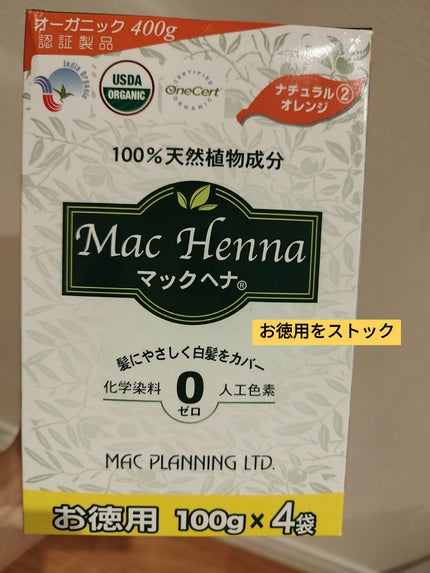 オーガニック 400g
認証製品
India Organic
USDA
ORGANIC
CERTIFIED
OneCert
ORGANIC
ナチュラル②
オレンジ
100%天然植物成分
Mac Henna
マックヘナ®
お徳用をストック
髪にやさしく白髪をカバー
化学染料 0 人工色素
ゼロ
MAC PLANNING LTD.
お徳用 100g×4袋